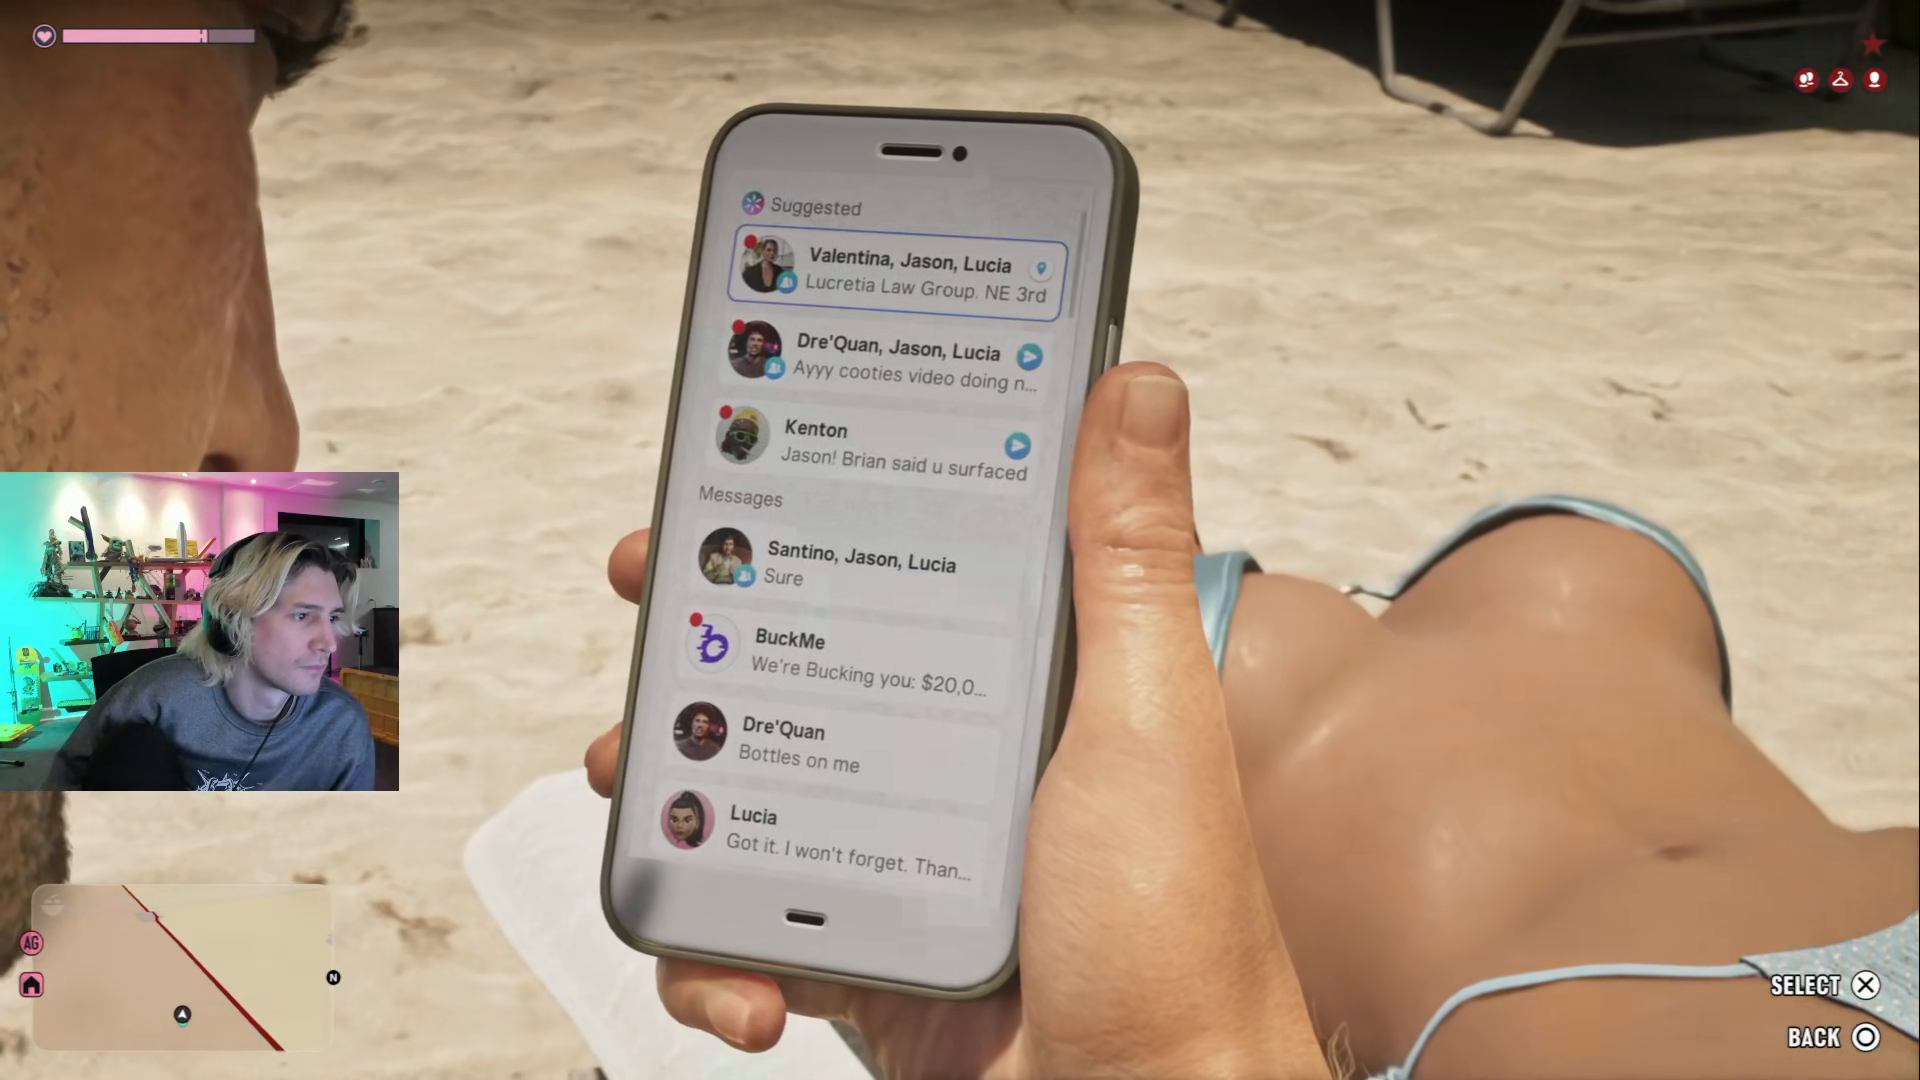 Suggested
Valentina, Jason, Lucia
Lucretia Law Group. NE 3rd
Dre'Quan, Jason, Lucia
Ayyy cooties video doing n...
Kenton
Jason! Brian said u surfaced
Messages
Santino, Jason, Lucia
Sure
BuckMe
We're Bucking you: $20,0...
Dre'Quan
Bottles on me
Lucia
Got it. I won't forget. Than...
AG
N
SELECT
BACK